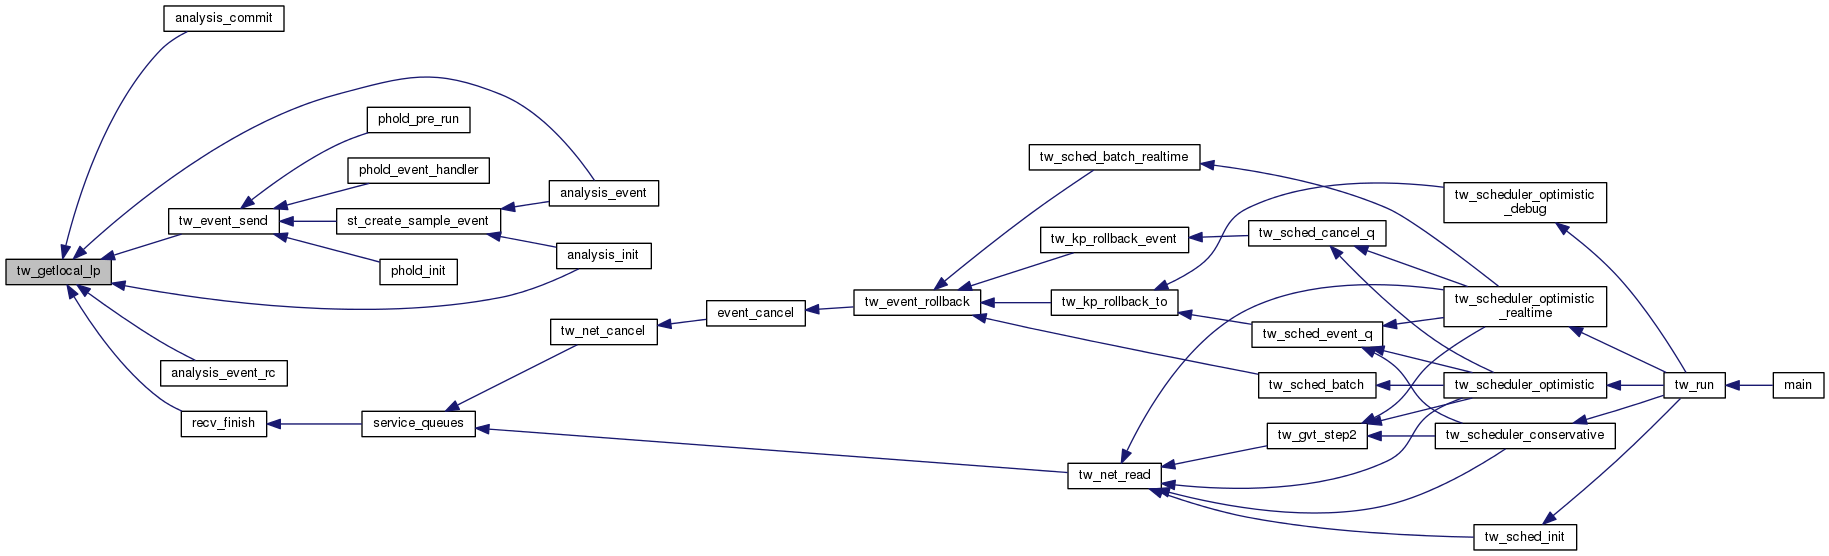 analysis_commit
phold_pre_run
tw_sched_batch_realtime
phold_event_handler
analysis_event
tw_scheduler_optimistic
_debug
tw_event_send
st_create_sample_event
tw_sched_cancel_q
tw_kp_rollback_event
analysis_init
tw_getlocal_lp
phold_init
tw_event_rollback
tw_kp_rollback_to
tw_scheduler_optimistic
_realtime
event_cancel
tw_net_cancel
tw_sched_event_q
analysis_event_rc
tw_sched_batch
tw_scheduler_optimistic
tw_run
main
recv_finish
service_queues
tw_gvt_step2
tw_scheduler_conservative
tw_net_read
tw_sched_init